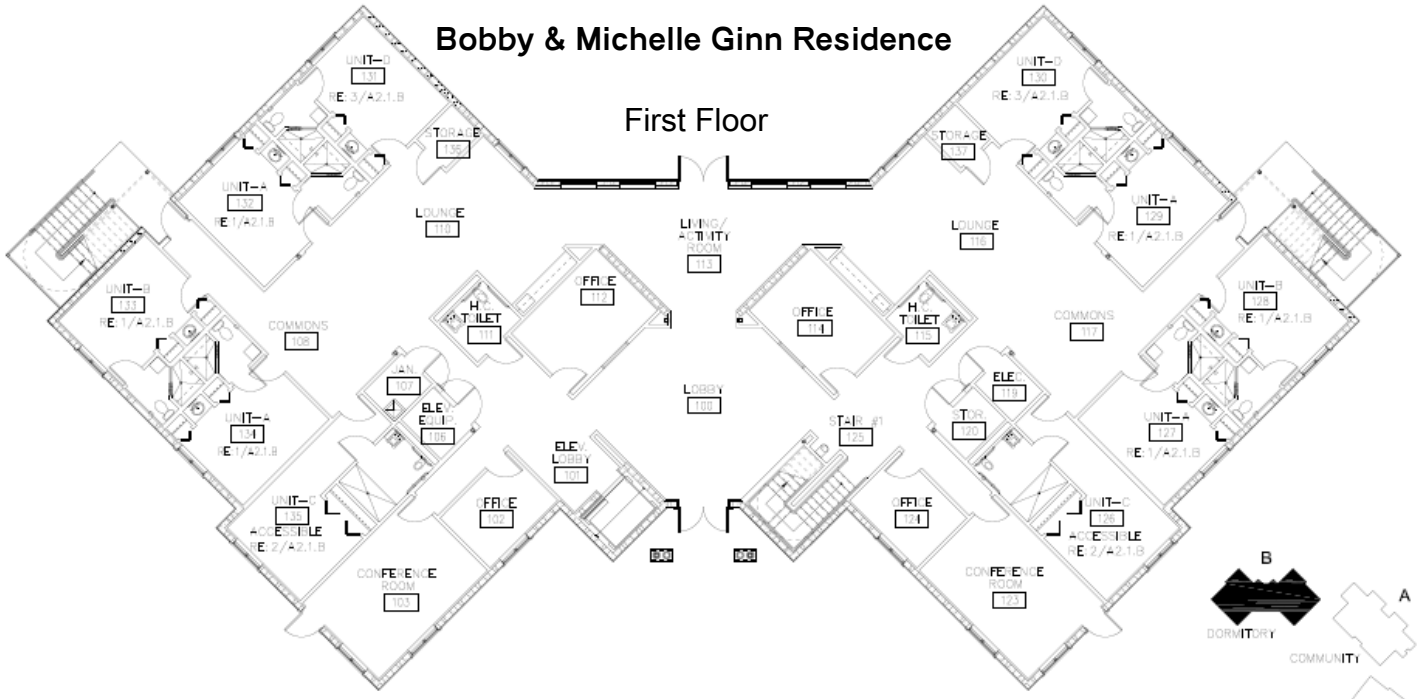 Bobby & Michelle Ginn Residence
First Floor
UNIT-D
131
RE: 3/A2.1.B
STORAGE
136
UNIT-A
132
RE:1/A2.1.B
LOUNGE
110
UNIT-B
133
RE:1/A2.1.B
COMMONS
108
UNIT-A
134
RE:1/A2.1.B
UNIT-C
135
ACCESSIBLE
RE: 2/A2.1.B
JAN.
107
ELEV.
EQUIP.
106
H.C.
TOILET
111
OFFICE
112
LIVING/
ACTIVITY
ROOM
113
LOBBY
100
ELEV.
LOBBY
101
OFFICE
102
CONFERENCE
ROOM
103
UNIT-D
130
RE: 3/A2.1.B
STORAGE
137
UNIT-A
129
RE:1/A2.1.B
LOUNGE
116
OFFICE
114
H.C.
TOILET
115
UNIT-B
128
RE:1/A2.1.B
COMMONS
117
ELEC.
119
STOR.
120
STAIR #1
125
UNIT-A
127
RE:1/A2.1.B
UNIT-C
126
ACCESSIBLE
RE: 2/A2.1.B
OFFICE
124
CONFERENCE
ROOM
123
B
A
DORMITORY
COMMUNITY